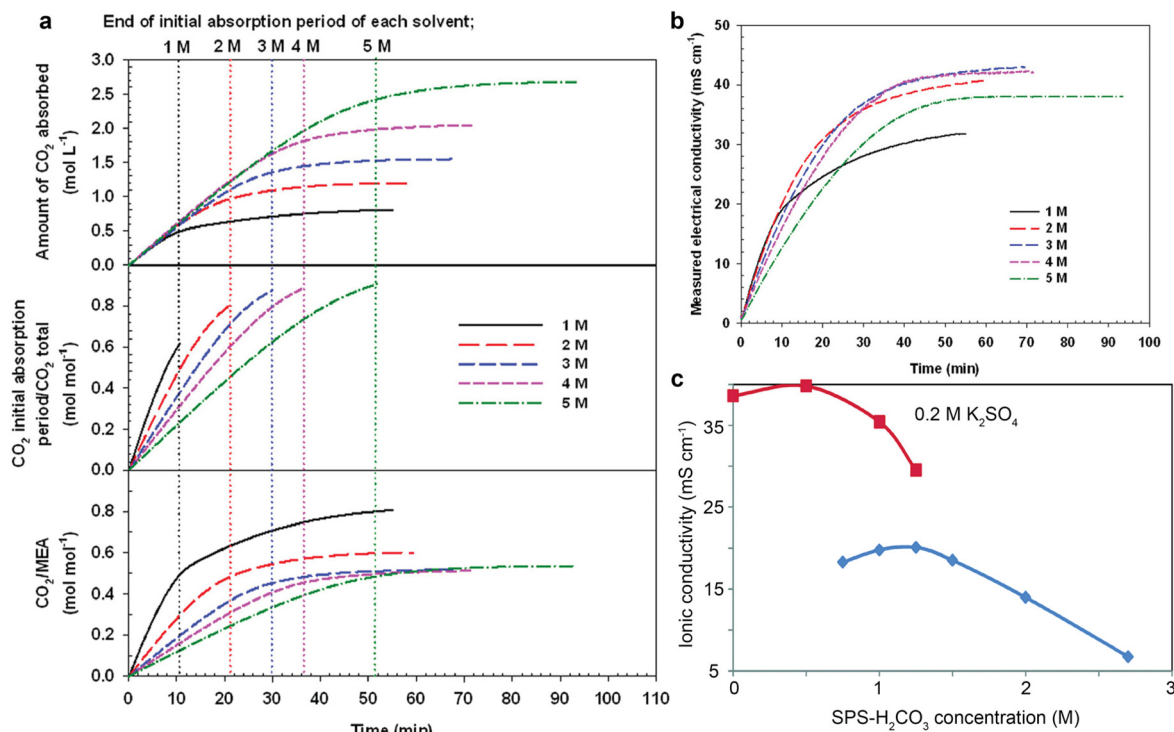 a
End of initial absorption period of each solvent;
1 M 2 M 3 M 4 M 5 M
Amount of CO₂ absorbed
(mol L⁻¹)
3.0
2.5
2.0
1.5
1.0
0.5
0.0
CO₂ initial absorption
period/CO₂ total
(mol mol⁻¹)
0.8
0.6
0.4
0.2
0.0
1 M
2 M
3 M
4 M
5 M
CO₂/MEA
(mol mol⁻¹)
0.8
0.6
0.4
0.2
0.0
0 10 20 30 40 50 60 70 80 90 100 110
Time (min)
b
Measured electrical conductivity (mS cm⁻¹)
50
40
30
20
10
0
1 M
2 M
3 M
4 M
5 M
0 10 20 30 40 50 60 70 80 90 100
Time (min)
c
0.2 M K₂SO₄
Ionic conductivity (mS cm⁻¹)
35
25
15
5
0 1 2 3
SPS-H₂CO₃ concentration (M)